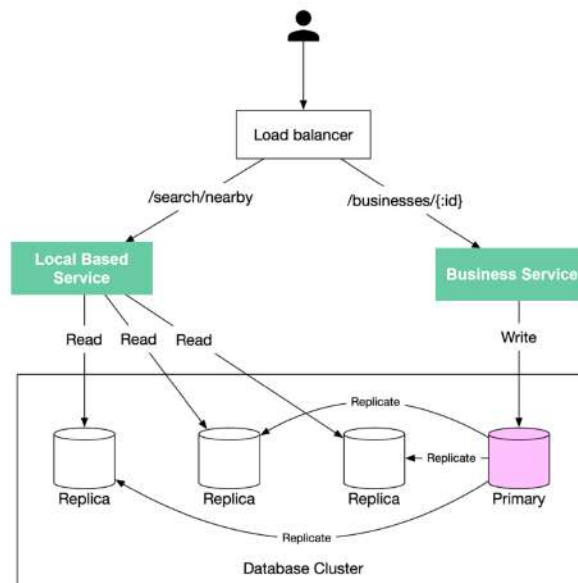 Load balancer
/search/nearby
/businesses/{:id}
Local Based
Service
Business Service
Read
Read
Read
Write
Replicate
Replicate
Replica
Replica
Replica
Primary
Replicate
Database Cluster